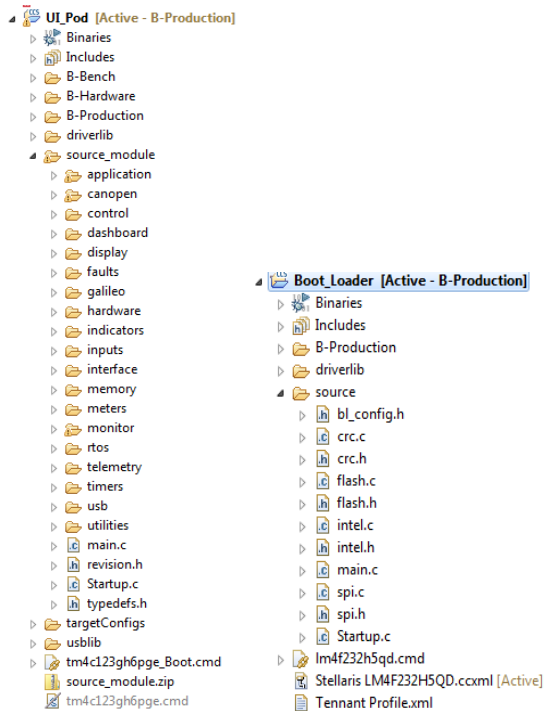 UI_Pod [Active - B-Production]
Binaries
Includes
B-Bench
B-Hardware
B-Production
driverlib
source_module
application
canopen
control
dashboard
display
faults
galileo
hardware
indicators
inputs
interface
memory
meters
monitor
rtos
telemetry
timers
usb
utilities
main.c
revision.h
Startup.c
typedefs.h
targetConfigs
usblib
tm4c123gh6pge_Boot.cmd
source_module.zip
tm4c123gh6pge.cmd
Boot_Loader [Active - B-Production]
Binaries
Includes
B-Production
driverlib
source
bl_config.h
crc.c
crc.h
flash.c
flash.h
intel.c
intel.h
main.c
spi.c
spi.h
Startup.c
lm4f232h5qd.cmd
Stellaris LM4F232H5QD.ccxml [Active]
Tennant Profile.xml